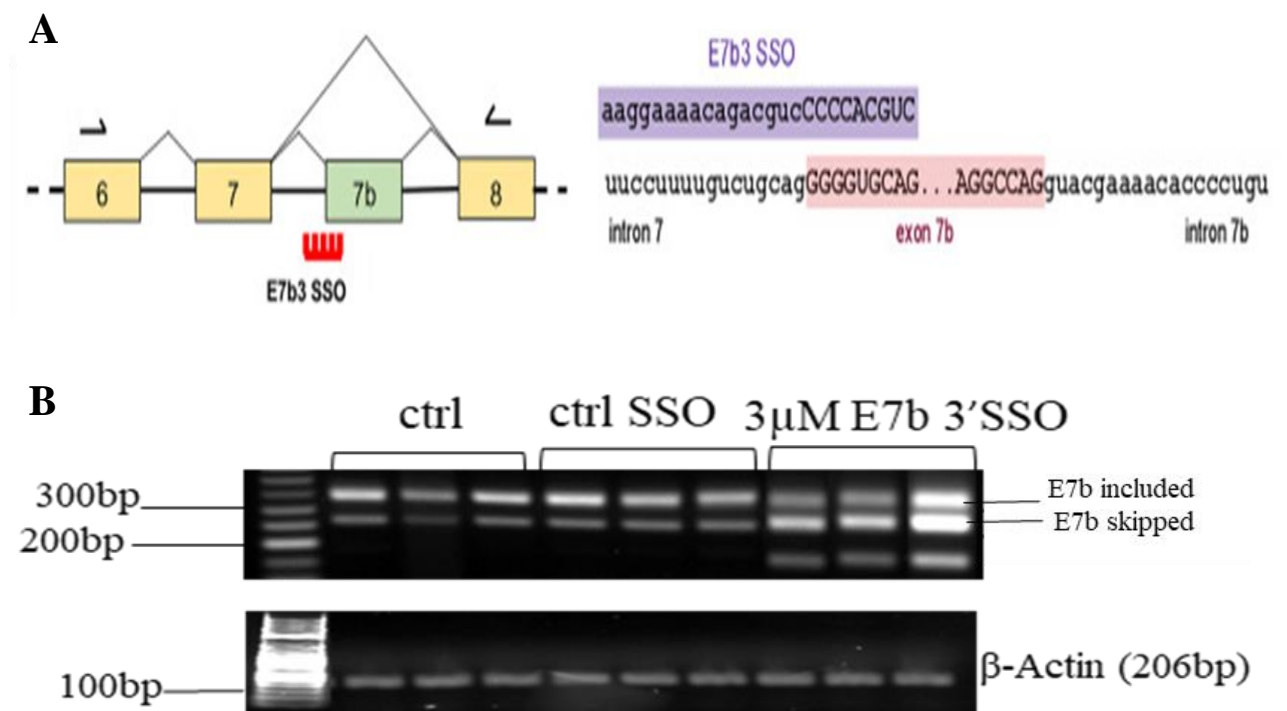 A
E7b3 SSO
aaggaaaacagacgucCCCCACGUC
6
7
7b
8
uuccuuuugucugcagGGGGUGCAG...AGGCCAGguacgaaaacaccccugu
intron 7
exon 7b
intron 7b
E7b3 SSO
B
ctrl
ctrl SSO
3μM E7b 3′SSO
300bp
200bp
E7b included
E7b skipped
100bp
β-Actin (206bp)